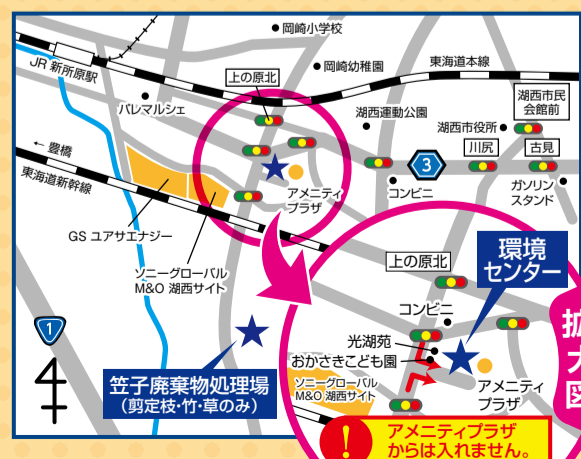 岡崎小学校
JR 新所原駅
岡崎幼稚園
東海道本線
上の原北
パレマルシェ
湖西運動公園
湖西市民
会館前
湖西市役所
川尻
古見
3
← 豊橋
東海道新幹線
アメニティ
プラザ
コンビニ
ガソリン
スタンド
GS ユアサエナジー
ソニーグローバル
M&O 湖西サイト
1
笠子廃棄物処理場
(剪定枝・竹・草のみ)
環境
センター
上の原北
コンビニ
光湖苑
おかさきこども園
ソニーグローバル
M&O 湖西サイト
アメニティ
プラザ
拡
大
図
!
アメニティプラザ
からは入れません。